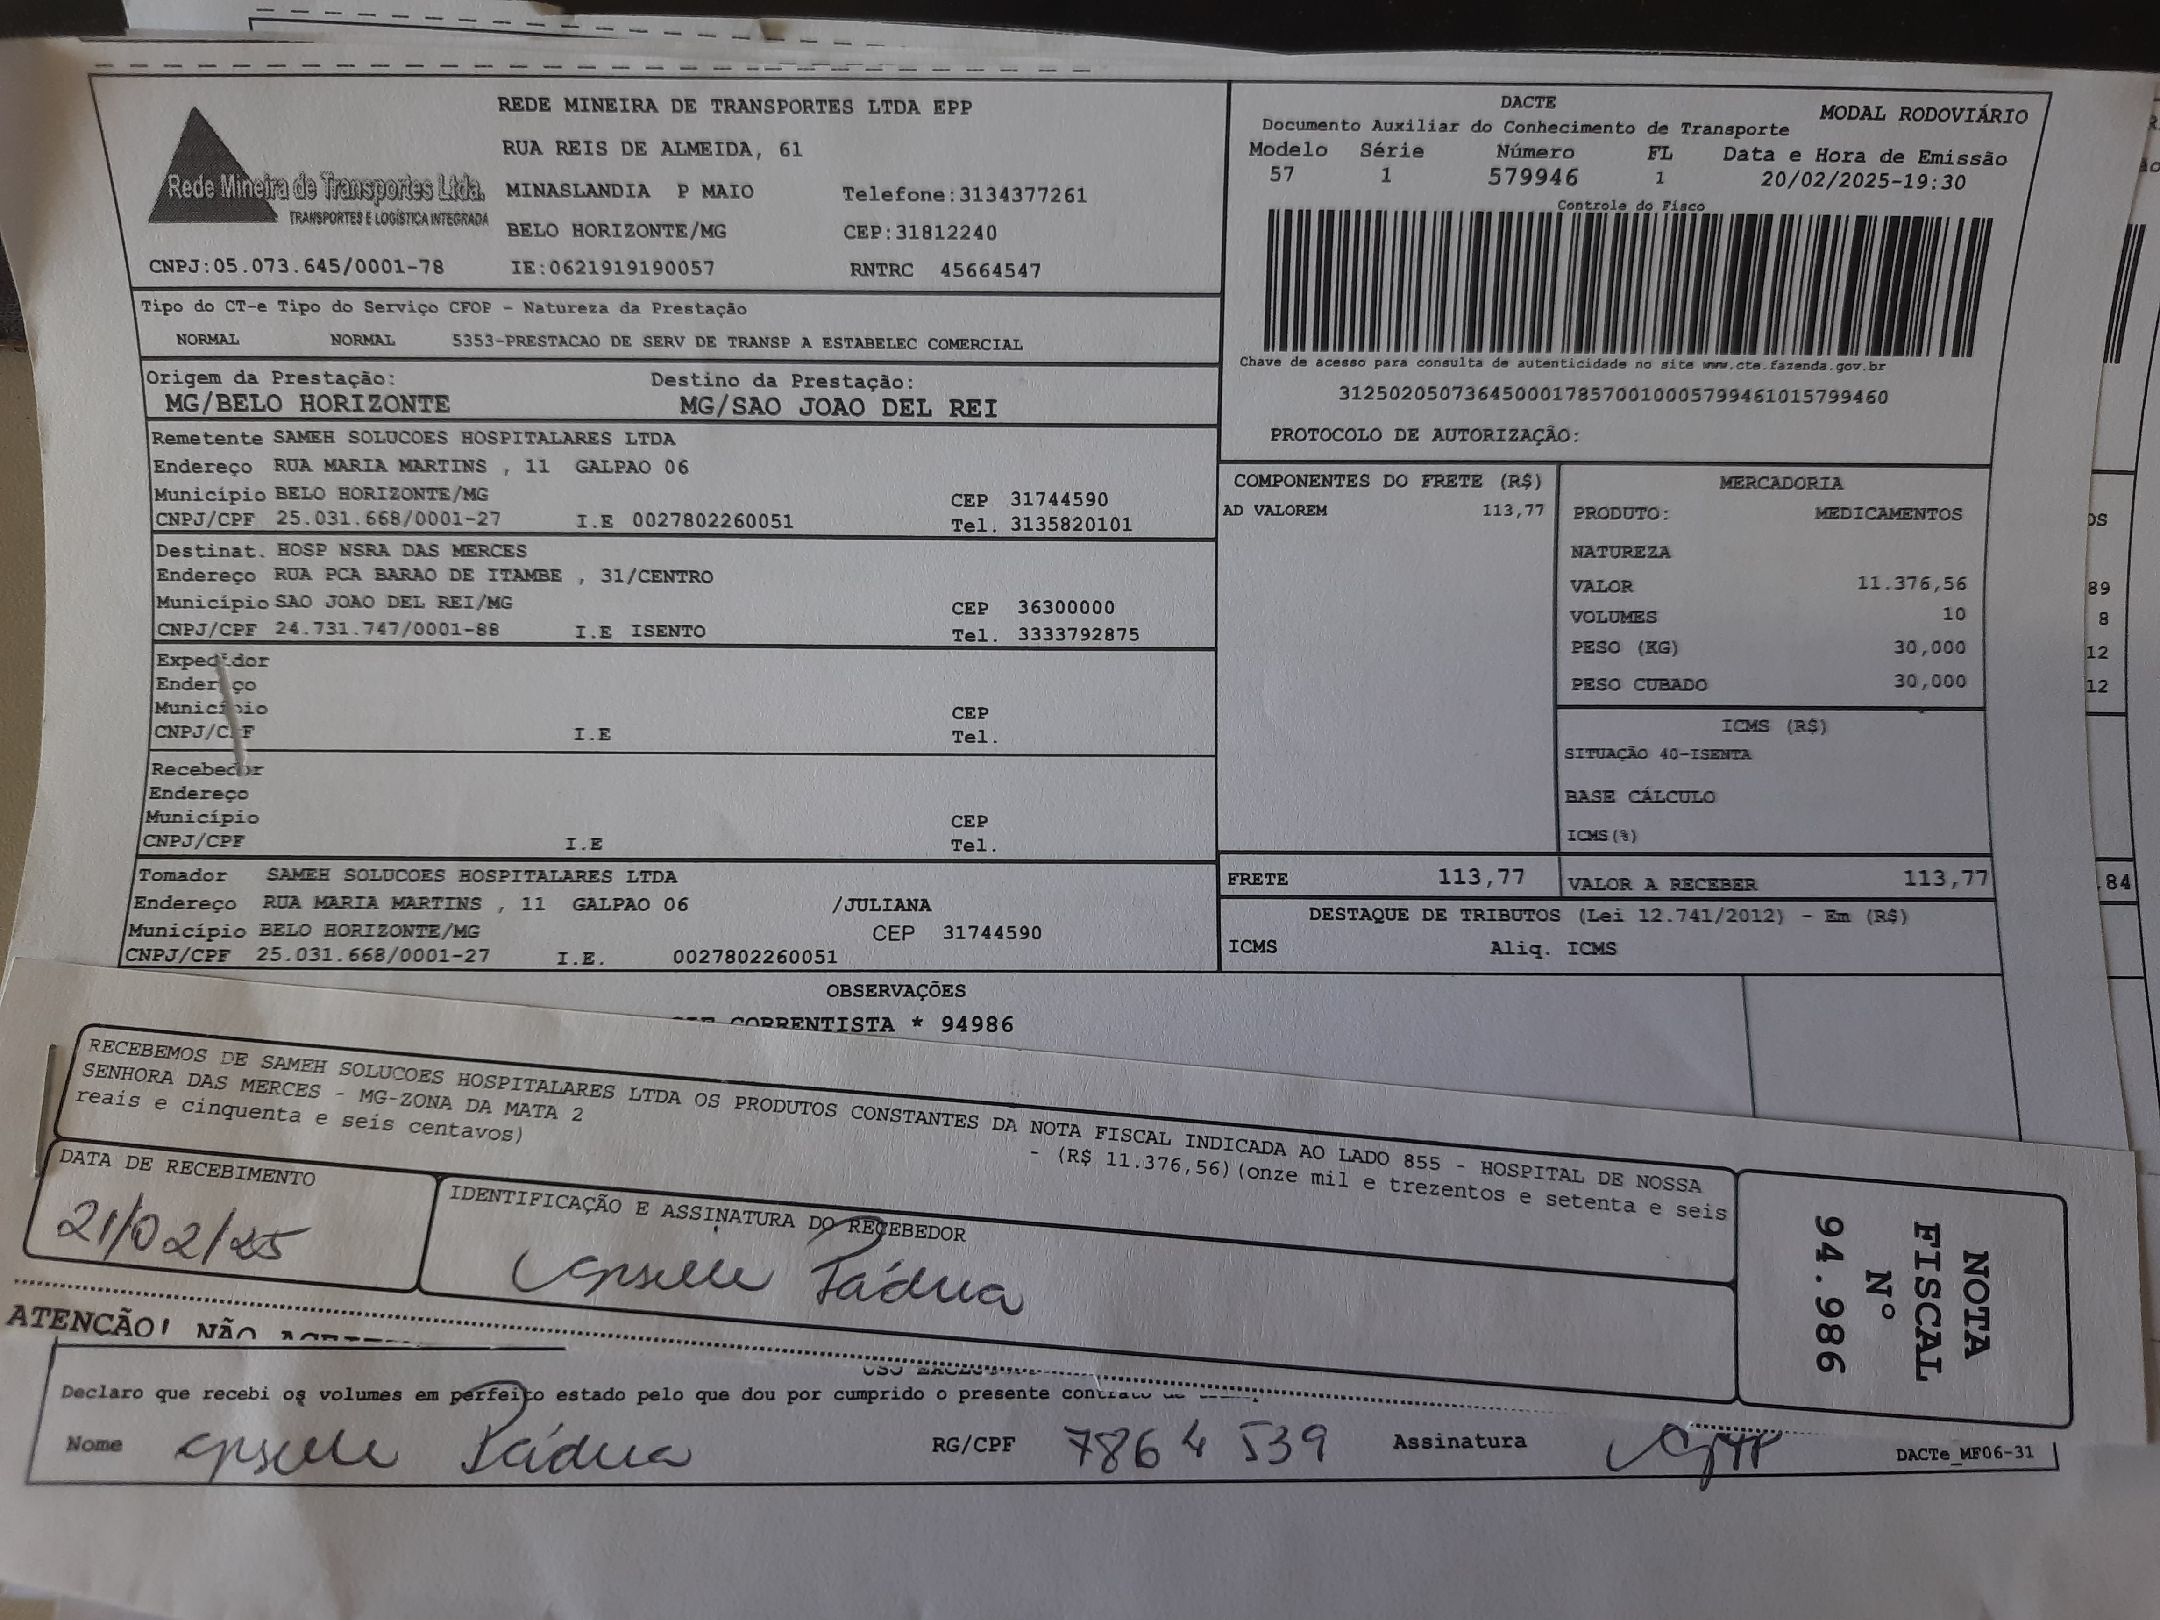 REDE MINEIRA DE TRANSPORTES LTDA EPP
RUA REIS DE ALMEIDA, 61
Rede Mineira de Transportes Ltda.
TRANSPORTES E LOGÍSTICA INTEGRADA
MINASLANDIA P MAIO Telefone:3134377261
BELO HORIZONTE/MG CEP:31812240
CNPJ:05.073.645/0001-78 IE:0621919190057 RNTRC 45664547
DACTE MODAL RODOVIÁRIO
Documento Auxiliar do Conhecimento de Transporte
Modelo Série Número FL Data e Hora de Emissão
57 1 579946 1 20/02/2025-19:30
Controle do Fisco
Chave de acesso para consulta de autenticidade no site www.cte.fazenda.gov.br
31250205073645000178570010005799461015799460
PROTOCOLO DE AUTORIZAÇÃO:
Tipo do CT-e Tipo do Serviço CFOP - Natureza da Prestação
NORMAL NORMAL 5353-PRESTACAO DE SERV DE TRANSP A ESTABELEC COMERCIAL
Origem da Prestação: Destino da Prestação:
MG/BELO HORIZONTE MG/SAO JOAO DEL REI
Remetente SAMEH SOLUCOES HOSPITALARES LTDA
Endereço RUA MARIA MARTINS , 11 GALPAO 06
Município BELO HORIZONTE/MG CEP 31744590
CNPJ/CPF 25.031.668/0001-27 I.E 0027802260051 Tel. 3135820101
Destinat. HOSP NSRA DAS MERCES
Endereço RUA PCA BARAO DE ITAMBE , 31/CENTRO
Município SAO JOAO DEL REI/MG CEP 36300000
CNPJ/CPF 24.731.747/0001-88 I.E ISENTO Tel. 3333792875
Expedidor
Endereço
Município CEP
CNPJ/CPF I.E Tel.
Recebedor
Endereço
Município CEP
CNPJ/CPF I.E Tel.
Tomador SAMEH SOLUCOES HOSPITALARES LTDA
Endereço RUA MARIA MARTINS , 11 GALPAO 06 /JULIANA
Município BELO HORIZONTE/MG CEP 31744590
CNPJ/CPF 25.031.668/0001-27 I.E. 0027802260051
COMPONENTES DO FRETE (R$)
AD VALOREM 113,77
MERCADORIA
PRODUTO: MEDICAMENTOS
NATUREZA
VALOR 11.376,56
VOLUMES 10
PESO (KG) 30,000
PESO CUBADO 30,000
ICMS (R$)
SITUAÇÃO 40-ISENTA
BASE CÁLCULO
ICMS(%)
FRETE 113,77 VALOR A RECEBER 113,77
DESTAQUE DE TRIBUTOS (Lei 12.741/2012) - Em (R$)
ICMS Aliq. ICMS
OS
89
8
12
12
,84
OBSERVAÇÕES
CORRENTISTA * 94986
RECEBEMOS DE SAMEH SOLUCOES HOSPITALARES LTDA OS PRODUTOS CONSTANTES DA NOTA FISCAL INDICADA AO LADO 855 - HOSPITAL DE NOSSA
SENHORA DAS MERCES - MG-ZONA DA MATA 2 - (R$ 11.376,56)(onze mil e trezentos e setenta e seis
reais e cinquenta e seis centavos)
DATA DE RECEBIMENTO
21/02/25
IDENTIFICAÇÃO E ASSINATURA DO RECEBEDOR
Pádua
NOTA
FISCAL
N°
94.986
ATENÇÃO! NÃO
Declaro que recebi os volumes em perfeito estado pelo que dou por cumprido o presente contrato
Nome Pádua RG/CPF 7864539 Assinatura
DACTe_MF06-31